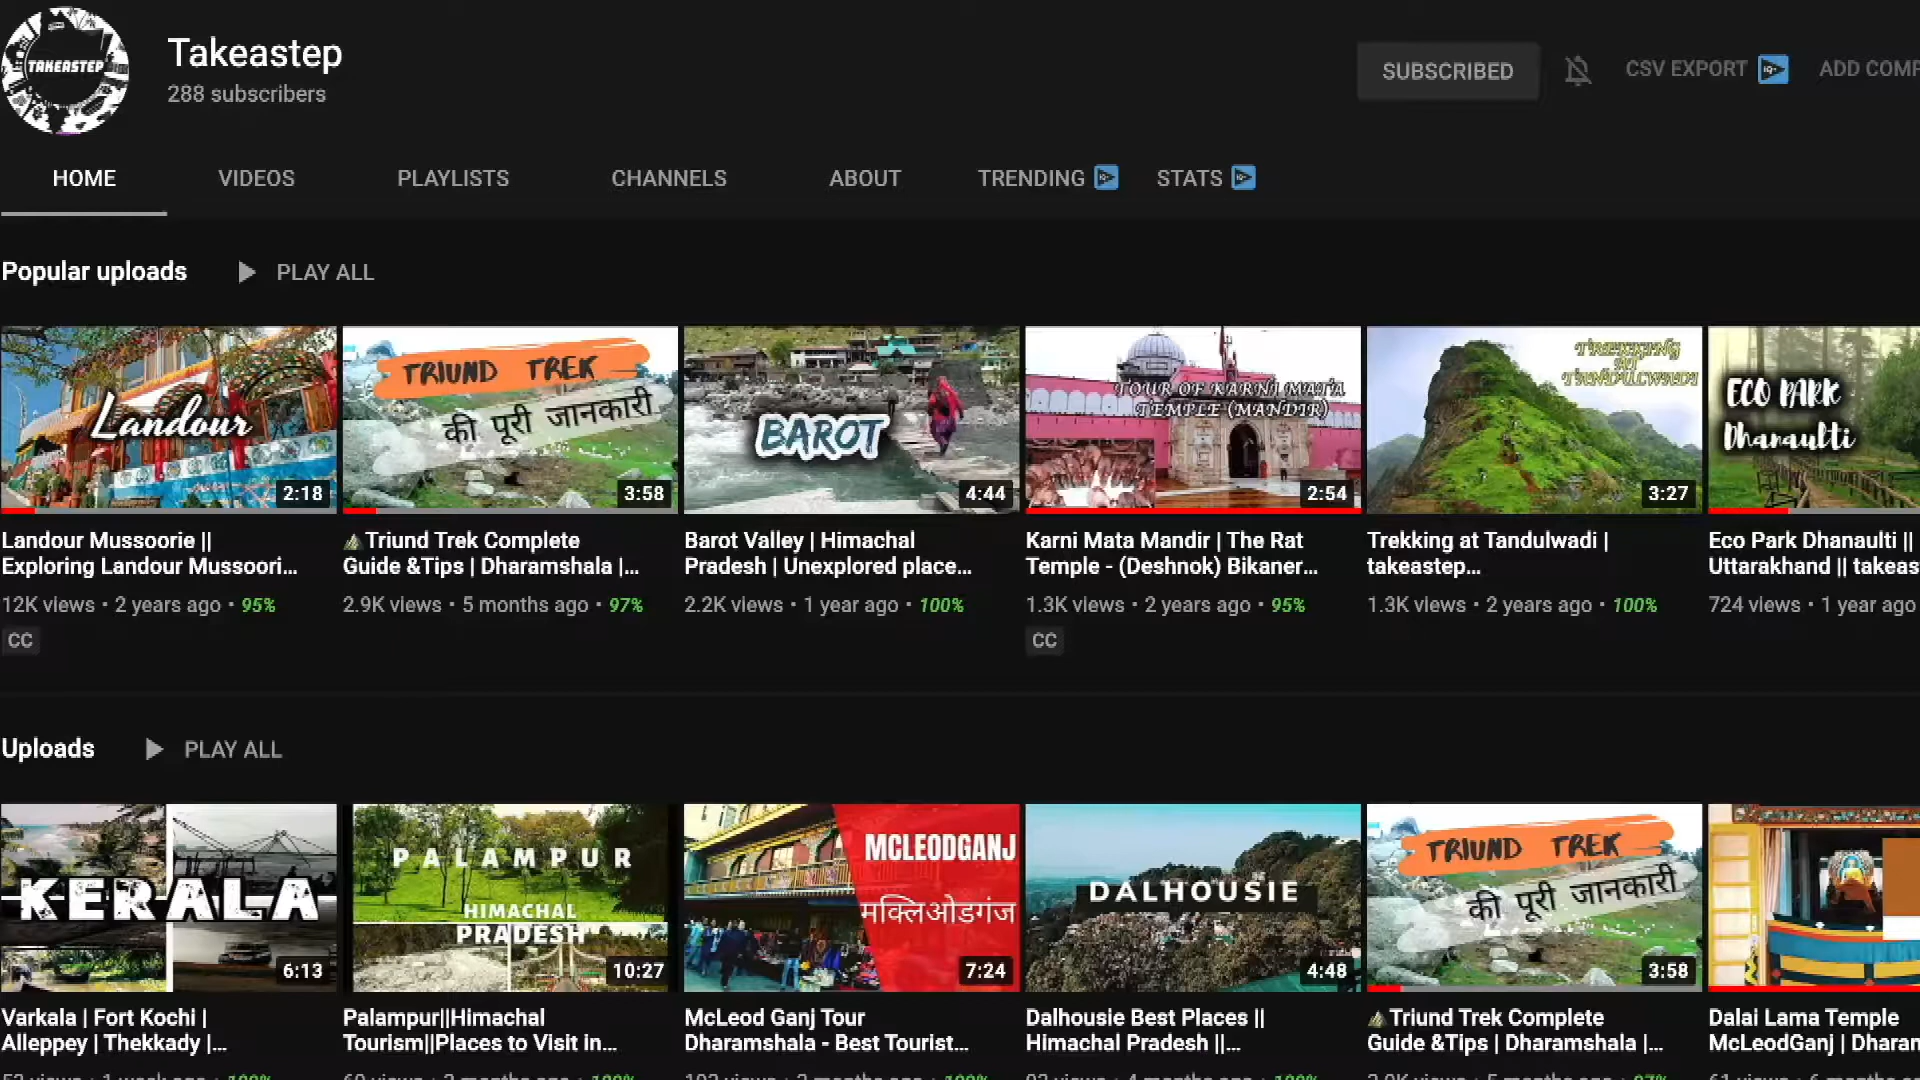 TAKEASTEP
Takeastep
288 subscribers
SUBSCRIBED
CSV EXPORT
ADD COMP
HOME
VIDEOS
PLAYLISTS
CHANNELS
ABOUT
TRENDING
STATS
Popular uploads
PLAY ALL
Landour
2:18
TRIUND TREK
की पूरी जानकारी
3:58
BAROT
4:44
TOUR OF KARNI MATA
TEMPLE (MANDIR)
2:54
TREKKING
AT
TANDULWADI
3:27
ECO PARK
Dhanaulti
Landour Mussoorie ||
Exploring Landour Mussoori...
12K views • 2 years ago • 95%
CC
Triund Trek Complete
Guide &Tips | Dharamshala |...
2.9K views • 5 months ago • 97%
Barot Valley | Himachal
Pradesh | Unexplored place...
2.2K views • 1 year ago • 100%
Karni Mata Mandir | The Rat
Temple - (Deshnok) Bikaner...
1.3K views • 2 years ago • 95%
CC
Trekking at Tandulwadi |
takeastep...
1.3K views • 2 years ago • 100%
Eco Park Dhanaulti ||
Uttarakhand || takeas
724 views • 1 year ago
Uploads
PLAY ALL
KERALA
6:13
PALAMPUR
HIMACHAL
PRADESH
10:27
MCLEODGANJ
मक्लिओडगंज
7:24
DALHOUSIE
4:48
TRIUND TREK
की पूरी जानकारी
3:58
Varkala | Fort Kochi |
Alleppey | Thekkady |...
Palampur||Himachal
Tourism||Places to Visit in...
McLeod Ganj Tour
Dharamshala - Best Tourist...
Dalhousie Best Places ||
Himachal Pradesh ||...
Triund Trek Complete
Guide &Tips | Dharamshala |...
Dalai Lama Temple
McLeodGanj | Dharan